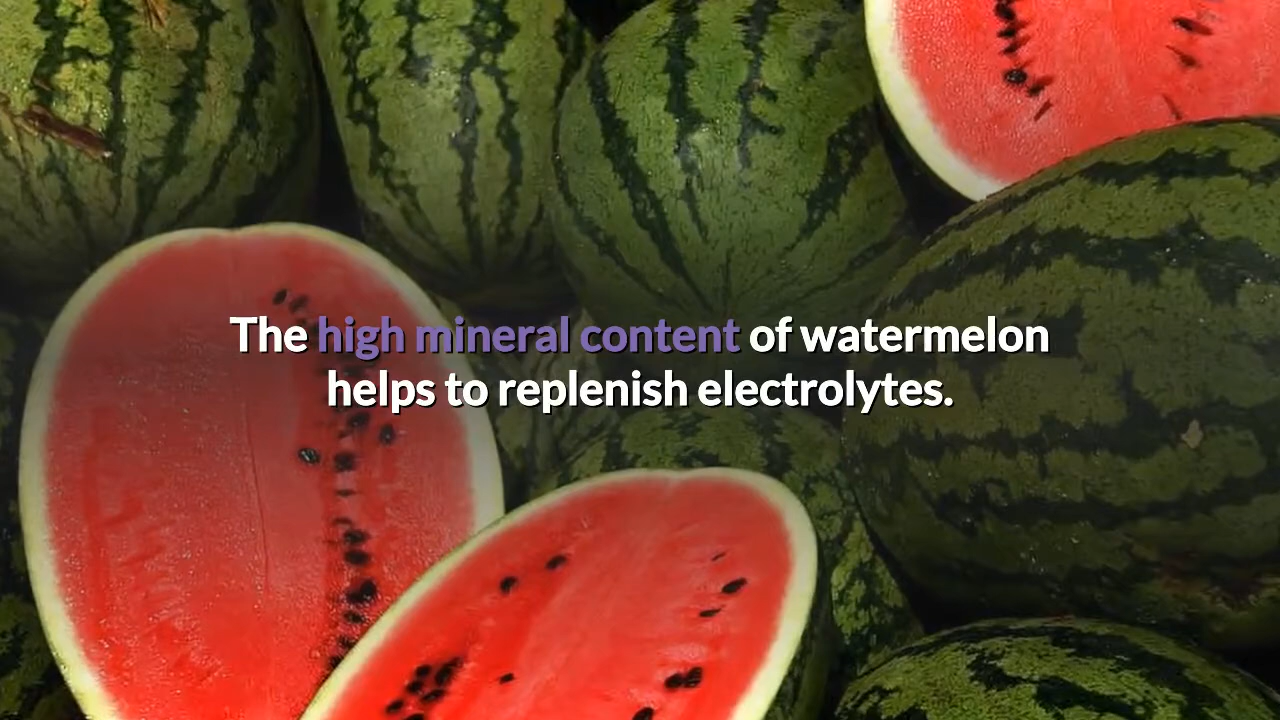 The high mineral content of watermelon
helps to replenish electrolytes.